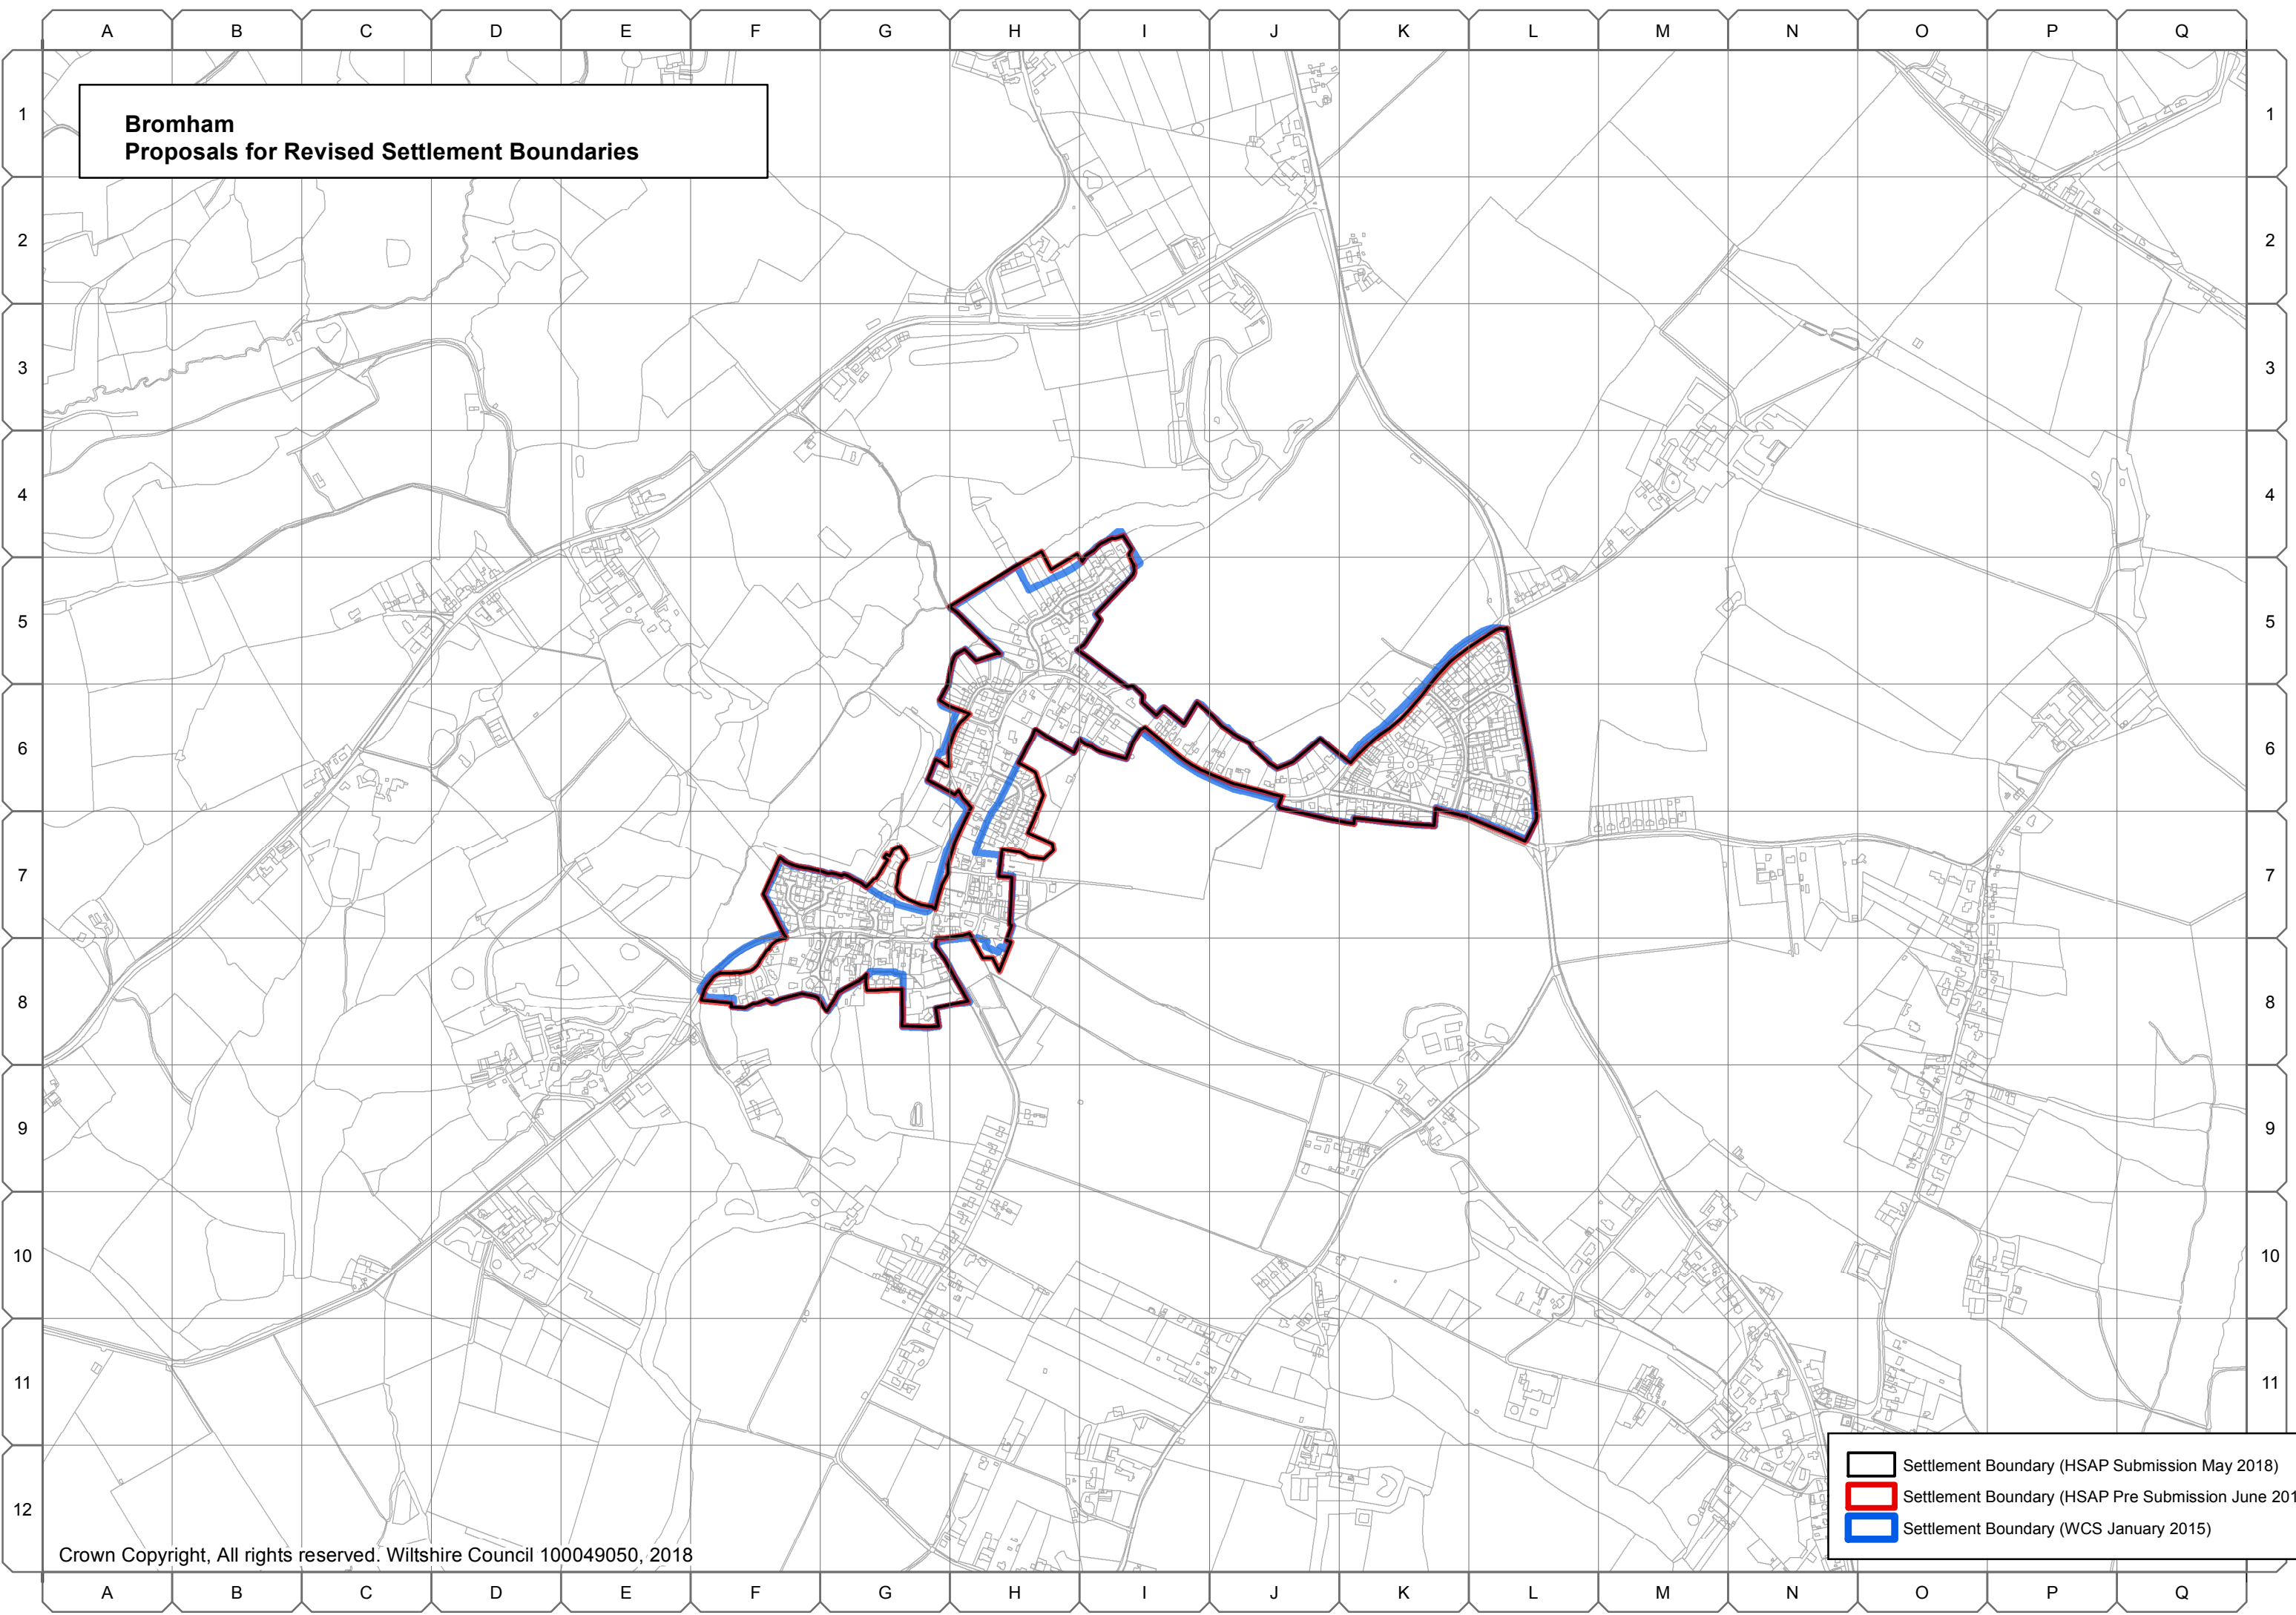 A B C D E F G H I J K L M N O P Q
Bromham
Proposals for Revised Settlement Boundaries
1 1
2 2
3 3
4 4
5 5
6 6
7 7
8 8
9 9
10 10
11 11
12
Settlement Boundary (HSAP Submission May 2018)
Settlement Boundary (HSAP Pre Submission June 201
Settlement Boundary (WCS January 2015)
Crown Copyright, All rights reserved. Wiltshire Council 100049050, 2018
A B C D E F G H I J K L M N O P Q